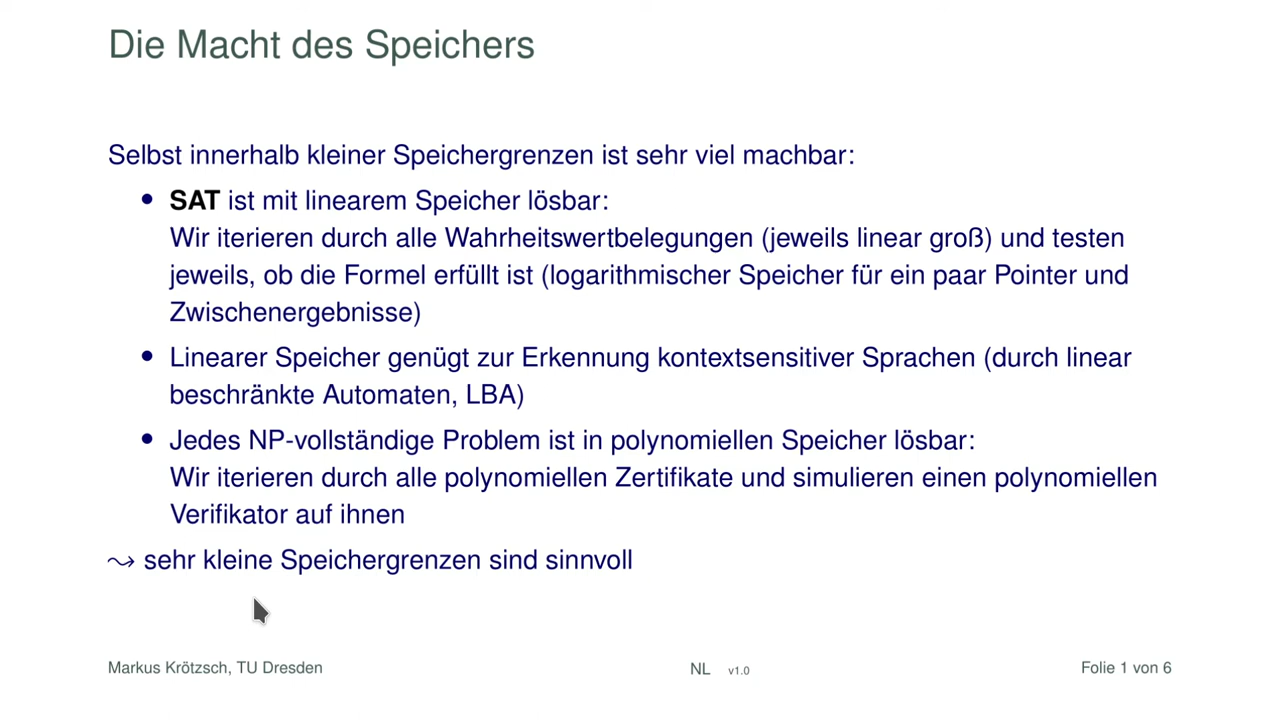 Die Macht des Speichers
Selbst innerhalb kleiner Speichergrenzen ist sehr viel machbar:
• SAT ist mit linearem Speicher lösbar:
Wir iterieren durch alle Wahrheitswertbelegungen (jeweils linear groß) und testen
jeweils, ob die Formel erfüllt ist (logarithmischer Speicher für ein paar Pointer und
Zwischenergebnisse)
• Linearer Speicher genügt zur Erkennung kontextsensitiver Sprachen (durch linear
beschränkte Automaten, LBA)
• Jedes NP-vollständige Problem ist in polynomiellen Speicher lösbar:
Wir iterieren durch alle polynomiellen Zertifikate und simulieren einen polynomiellen
Verifikator auf ihnen
⤳ sehr kleine Speichergrenzen sind sinnvoll
Markus Krötzsch, TU Dresden NL v1.0 Folie 1 von 6